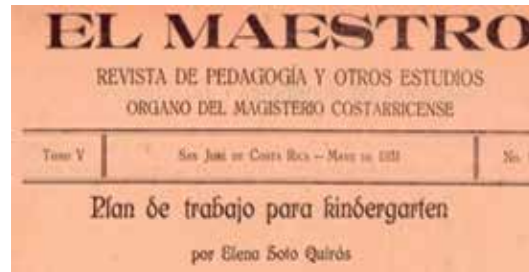 EL MAESTRO
REVISTA DE PEDAGOGÍA Y OTROS ESTUDIOS
ORGANO DEL MAGISTERIO COSTARRICENSE
Tomo V San José de Costa Rica — Mayo de 1931 No.
Plan de trabajo para kindergarten
por Elena Soto Quirós